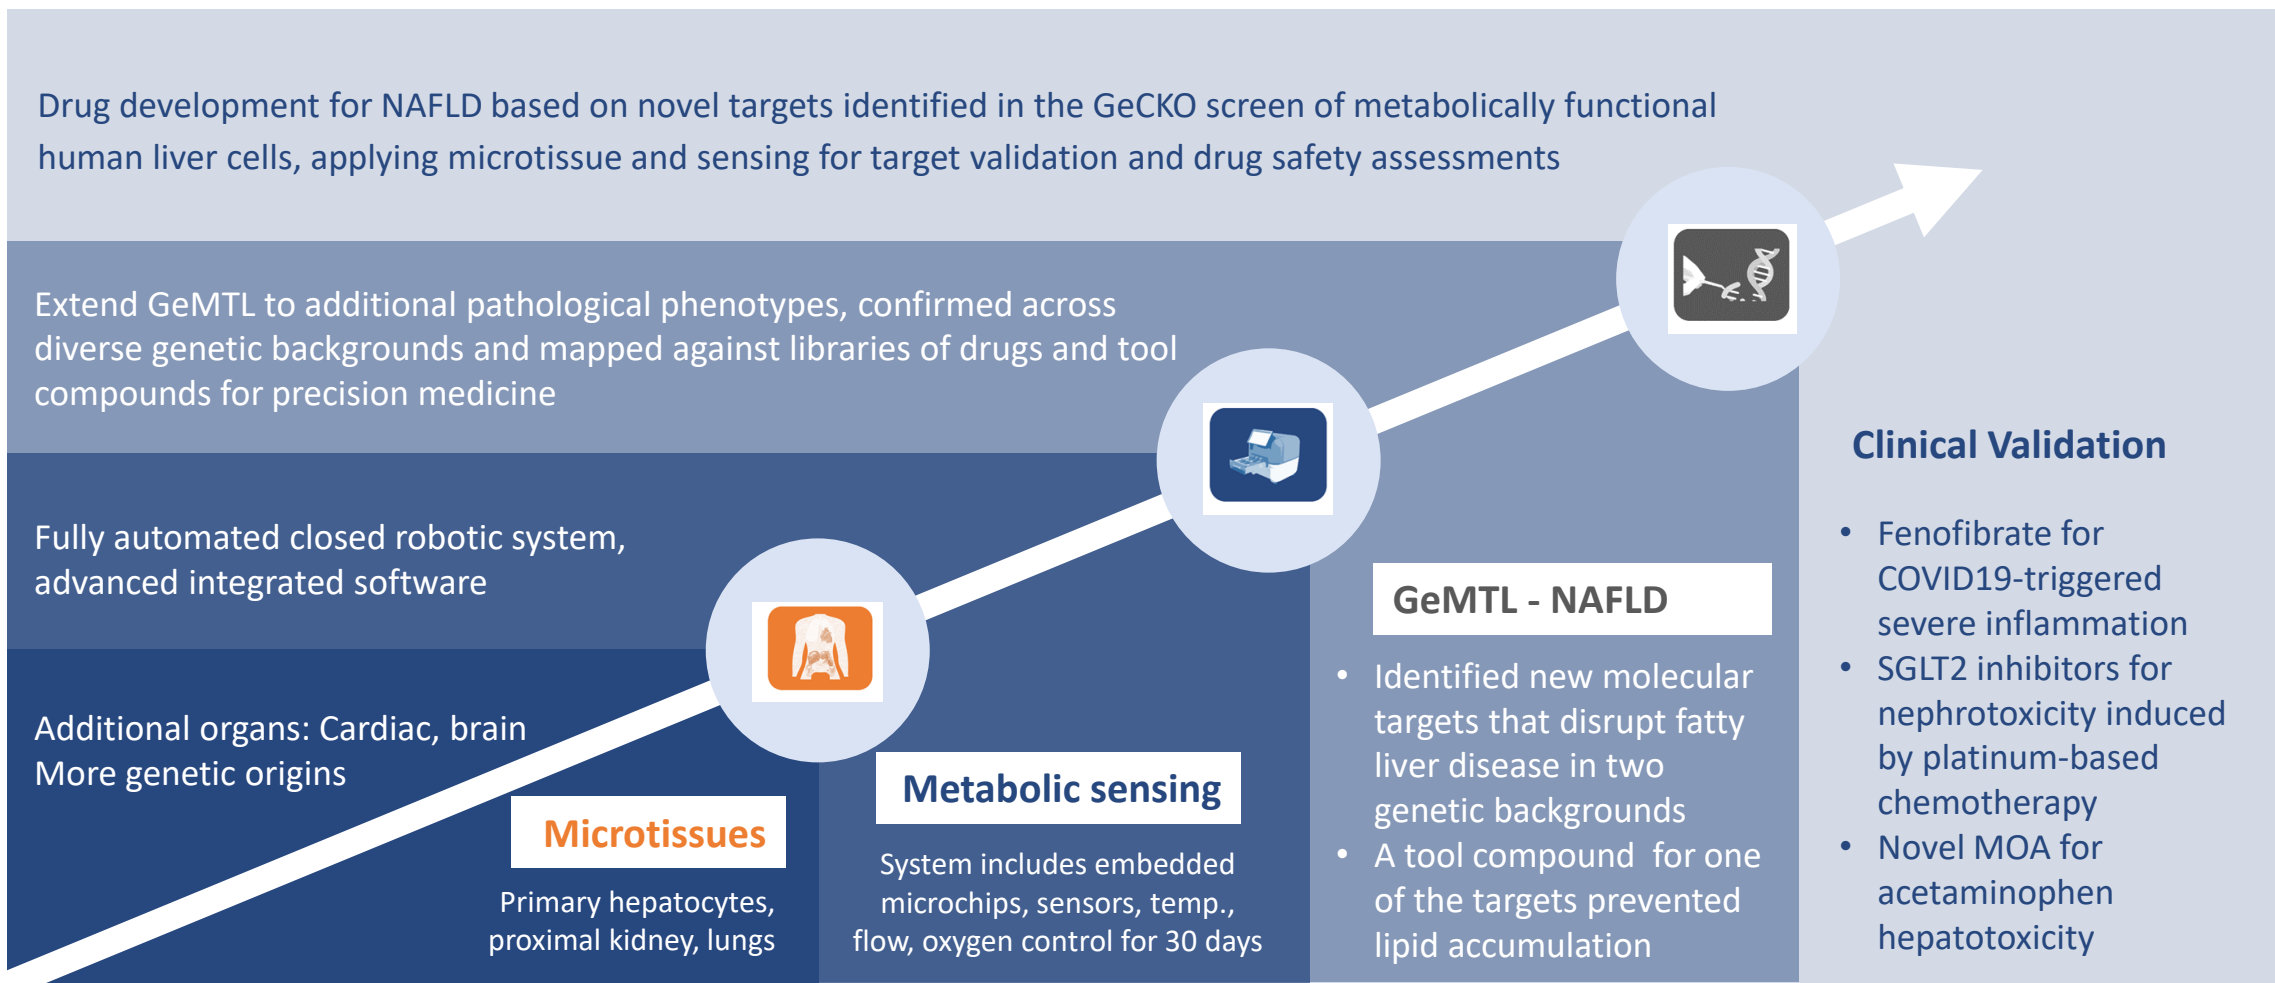 Drug development for NAFLD based on novel targets identified in the GeCKO screen of metabolically functional
human liver cells, applying microtissue and sensing for target validation and drug safety assessments
Extend GeMTL to additional pathological phenotypes, confirmed across
diverse genetic backgrounds and mapped against libraries of drugs and tool
compounds for precision medicine
Fully automated closed robotic system,
advanced integrated software
Additional organs: Cardiac, brain
More genetic origins
Microtissues
Primary hepatocytes,
proximal kidney, lungs
Metabolic sensing
System includes embedded
microchips, sensors, temp.,
flow, oxygen control for 30 days
GeMTL - NAFLD
• Identified new molecular
targets that disrupt fatty
liver disease in two
genetic backgrounds
• A tool compound for one
of the targets prevented
lipid accumulation
Clinical Validation
• Fenofibrate for
COVID19-triggered
severe inflammation
• SGLT2 inhibitors for
nephrotoxicity induced
by platinum-based
chemotherapy
• Novel MOA for
acetaminophen
hepatotoxicity